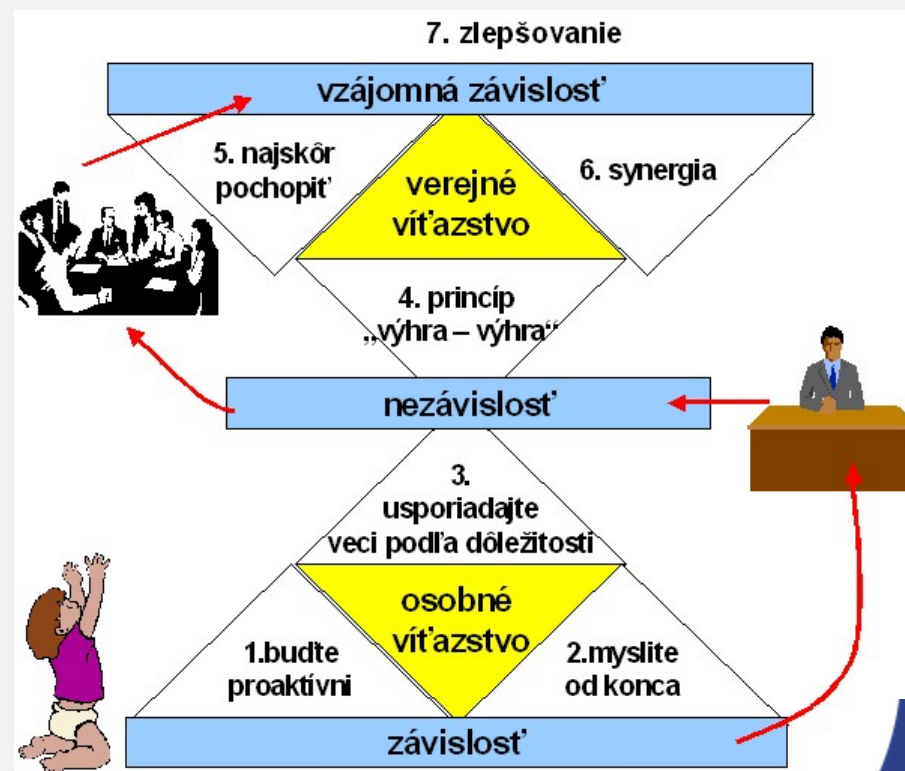 7. zlepšovanie
vzájomná závislosť
5. najskôr
pochopiť
verejné
víťazstvo
6. synergia
4. princíp
„výhra – výhra“
nezávislosť
3.
usporiadajte
veci podľa dôležitosti
osobné
víťazstvo
1.buďte
proaktívni
2.myslite
od konca
závislosť